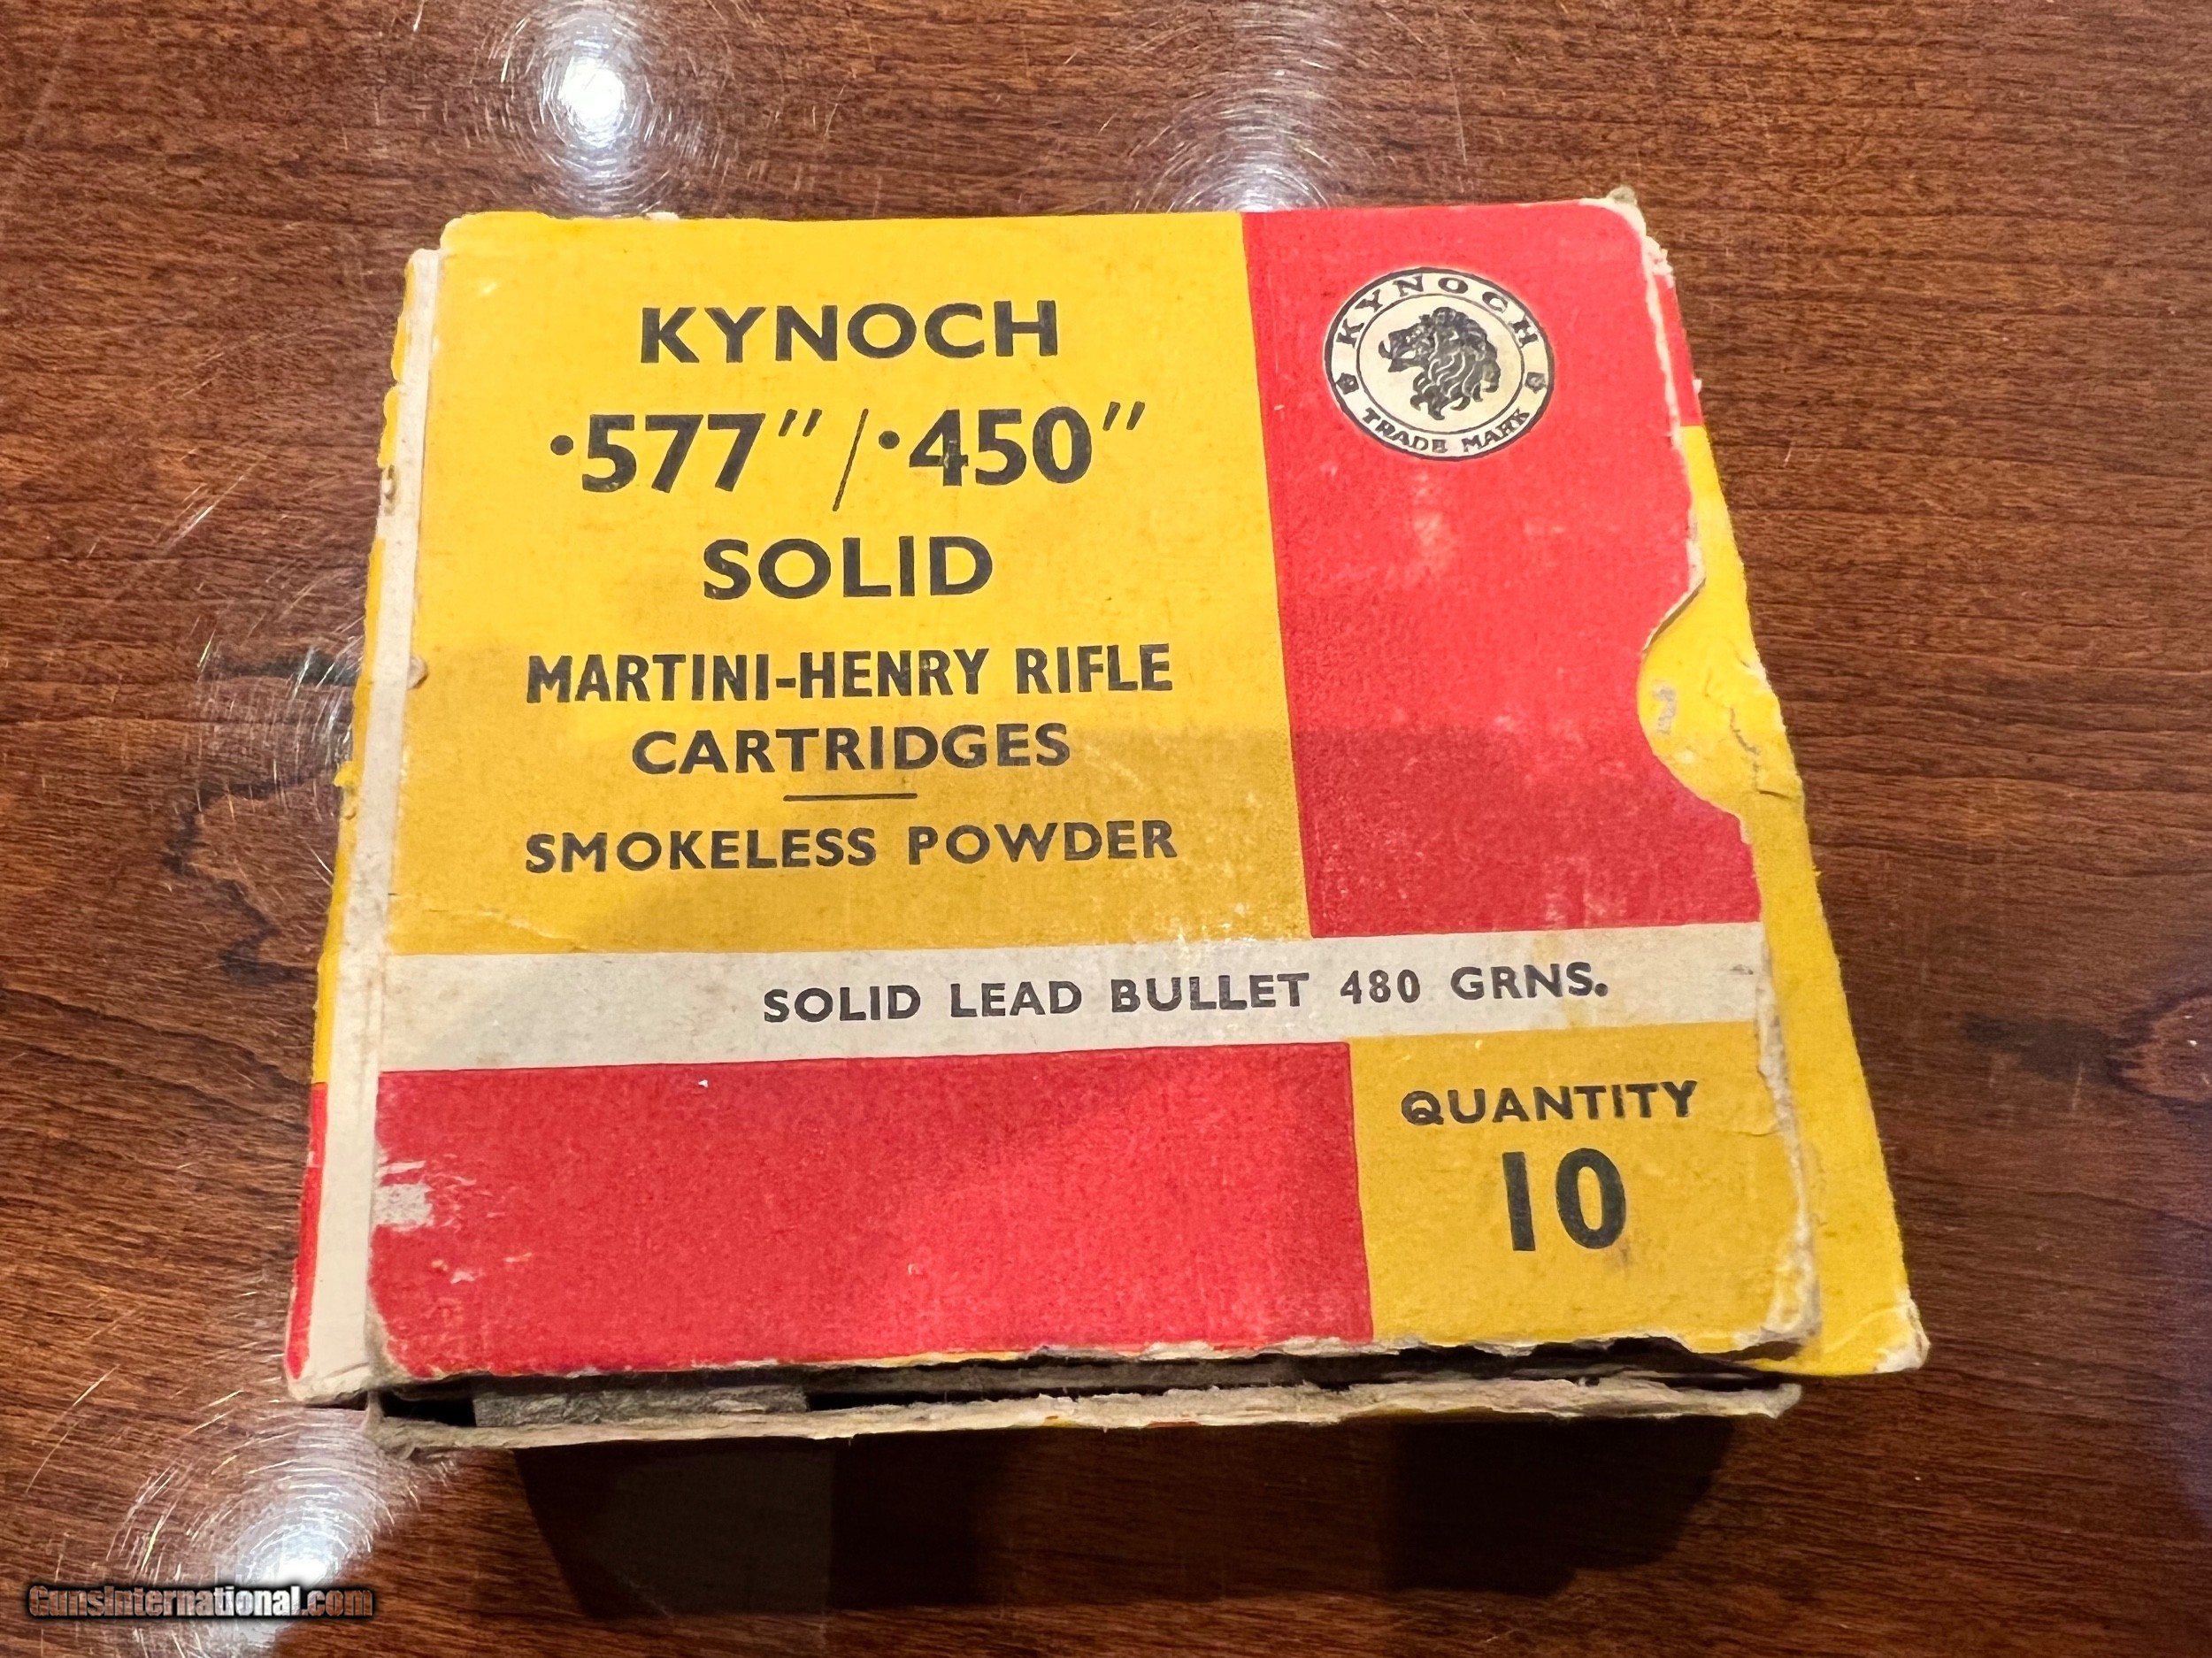 KYNOCH
·577"/·450"
SOLID
MARTINI-HENRY RIFLE
CARTRIDGES
SMOKELESS POWDER
KYNOCH
TRADE MARK
SOLID LEAD BULLET 480 GRNS.
QUANTITY
10
GunsInternational.com